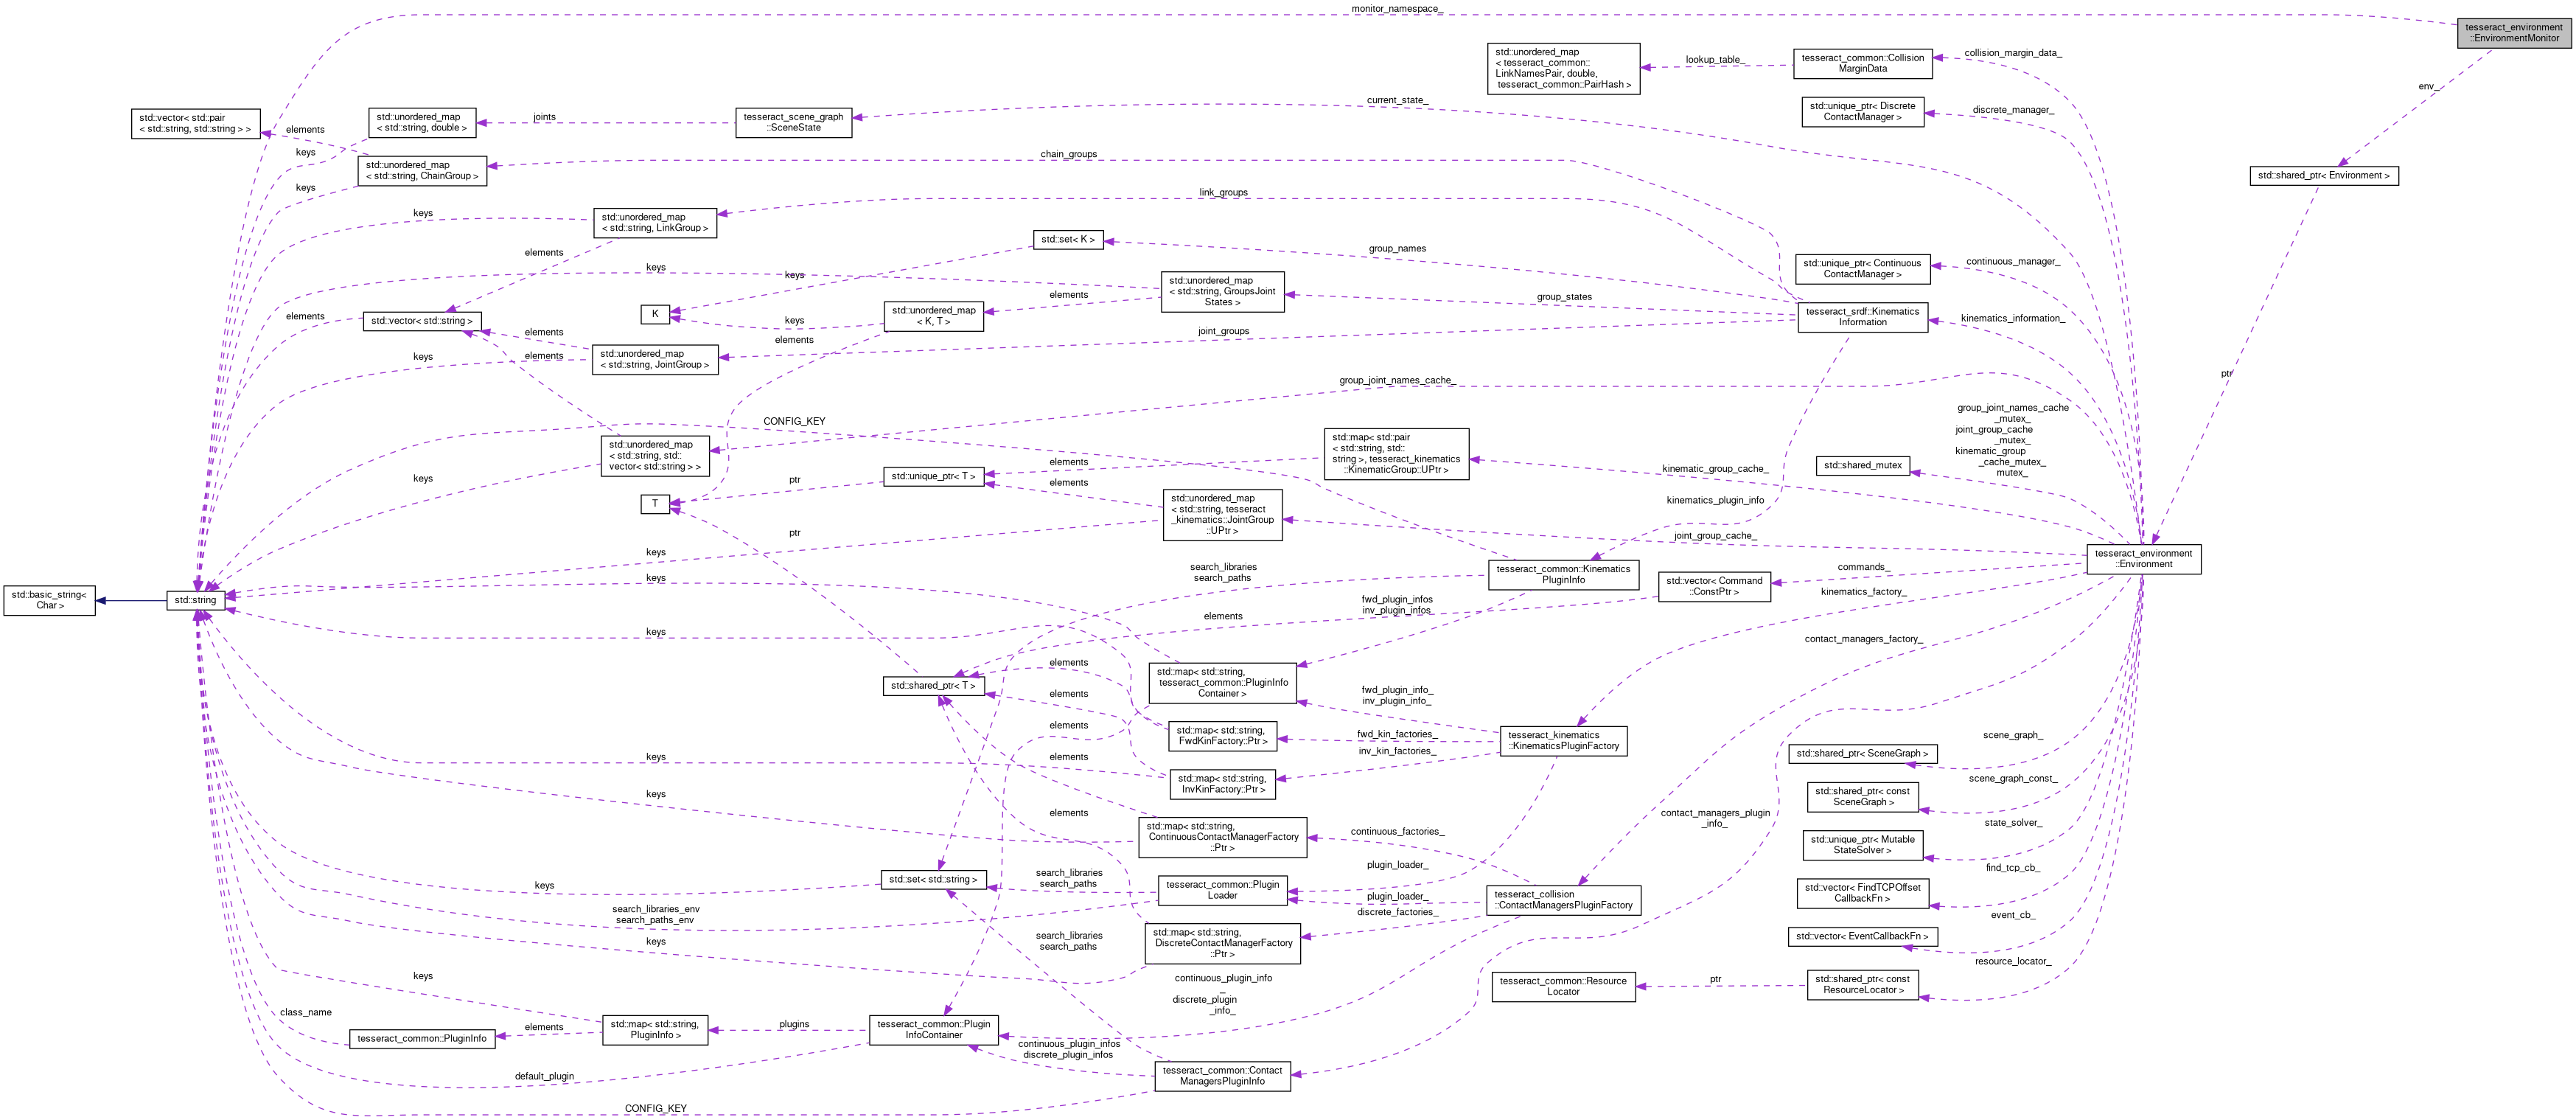 monitor_namespace_
tesseract_environment
::EnvironmentMonitor
std::unordered_map
< tesseract_common::
LinkNamesPair, double,
tesseract_common::PairHash >
lookup_table_
tesseract_common::Collision
MarginData
collision_margin_data_
env_
current_state_
std::unique_ptr< Discrete
ContactManager >
discrete_manager_
std::vector< std::pair
< std::string, std::string > >
elements
std::unordered_map
< std::string, double >
joints
tesseract_scene_graph
::SceneState
keys
std::unordered_map
< std::string, ChainGroup >
chain_groups
std::shared_ptr< Environment >
keys
link_groups
keys
std::unordered_map
< std::string, LinkGroup >
elements
std::set< K >
group_names
std::unique_ptr< Continuous
ContactManager >
continuous_manager_
keys
keys
std::unordered_map
< std::string, GroupsJoint
States >
elements
group_states
K
keys
std::unordered_map
< K, T >
elements
tesseract_srdf::Kinematics
Information
kinematics_information_
elements
std::vector< std::string >
elements
joint_groups
keys
elements
std::unordered_map
< std::string, JointGroup >
ptr
group_joint_names_cache_
CONFIG_KEY
group_joint_names_cache
_mutex_
joint_group_cache
_mutex_
kinematic_group
_cache_mutex_
mutex_
std::unordered_map
< std::string, std::
vector< std::string > >
std::map< std::pair
< std::string, std::
string >, tesseract_kinematics
::KinematicGroup::UPtr >
elements
kinematic_group_cache_
std::shared_mutex
keys
ptr
std::unique_ptr< T >
elements
T
std::unordered_map
< std::string, tesseract
_kinematics::JointGroup
::UPtr >
kinematics_plugin_info
ptr
joint_group_cache_
keys
tesseract_environment
::Environment
search_libraries
search_paths
tesseract_common::Kinematics
PluginInfo
commands_
keys
std::vector< Command
::ConstPtr >
kinematics_factory_
std::basic_string<
Char >
std::string
elements
fwd_plugin_infos
inv_plugin_infos
keys
contact_managers_factory_
elements
std::map< std::string,
tesseract_common::PluginInfo
Container >
std::shared_ptr< T >
elements
fwd_plugin_info_
inv_plugin_info_
elements
std::map< std::string,
FwdKinFactory::Ptr >
fwd_kin_factories_
tesseract_kinematics
::KinematicsPluginFactory
scene_graph_
std::shared_ptr< SceneGraph >
keys
elements
inv_kin_factories_
std::map< std::string,
InvKinFactory::Ptr >
scene_graph_const_
std::shared_ptr< const
SceneGraph >
keys
elements
contact_managers_plugin
_info_
std::map< std::string,
ContinuousContactManagerFactory
::Ptr >
continuous_factories_
state_solver_
std::unique_ptr< Mutable
StateSolver >
plugin_loader_
find_tcp_cb_
keys
std::set< std::string >
search_libraries
search_paths
tesseract_common::Plugin
Loader
plugin_loader_
tesseract_collision
::ContactManagersPluginFactory
std::vector< FindTCPOffset
CallbackFn >
search_libraries_env
search_paths_env
discrete_factories_
event_cb_
std::vector< EventCallbackFn >
keys
search_libraries
search_paths
std::map< std::string,
DiscreteContactManagerFactory
::Ptr >
resource_locator_
keys
continuous_plugin_info
_
discrete_plugin
_info_
tesseract_common::Resource
Locator
ptr
std::shared_ptr< const
ResourceLocator >
class_name
tesseract_common::PluginInfo
elements
std::map< std::string,
PluginInfo >
plugins
tesseract_common::Plugin
InfoContainer
continuous_plugin_infos
discrete_plugin_infos
default_plugin
tesseract_common::Contact
ManagersPluginInfo
CONFIG_KEY